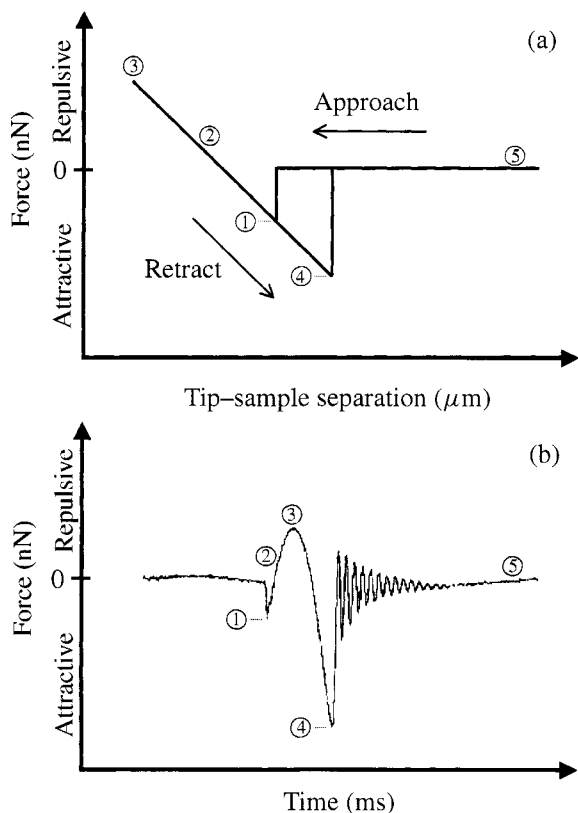 (a)
Force (nN)
Repulsive
0
Attractive
③
②
Approach
⑤
①
④
Retract
Tip–sample separation (μm)
(b)
Force (nN)
Repulsive
0
Attractive
③
②
⑤
①
④
Time (ms)